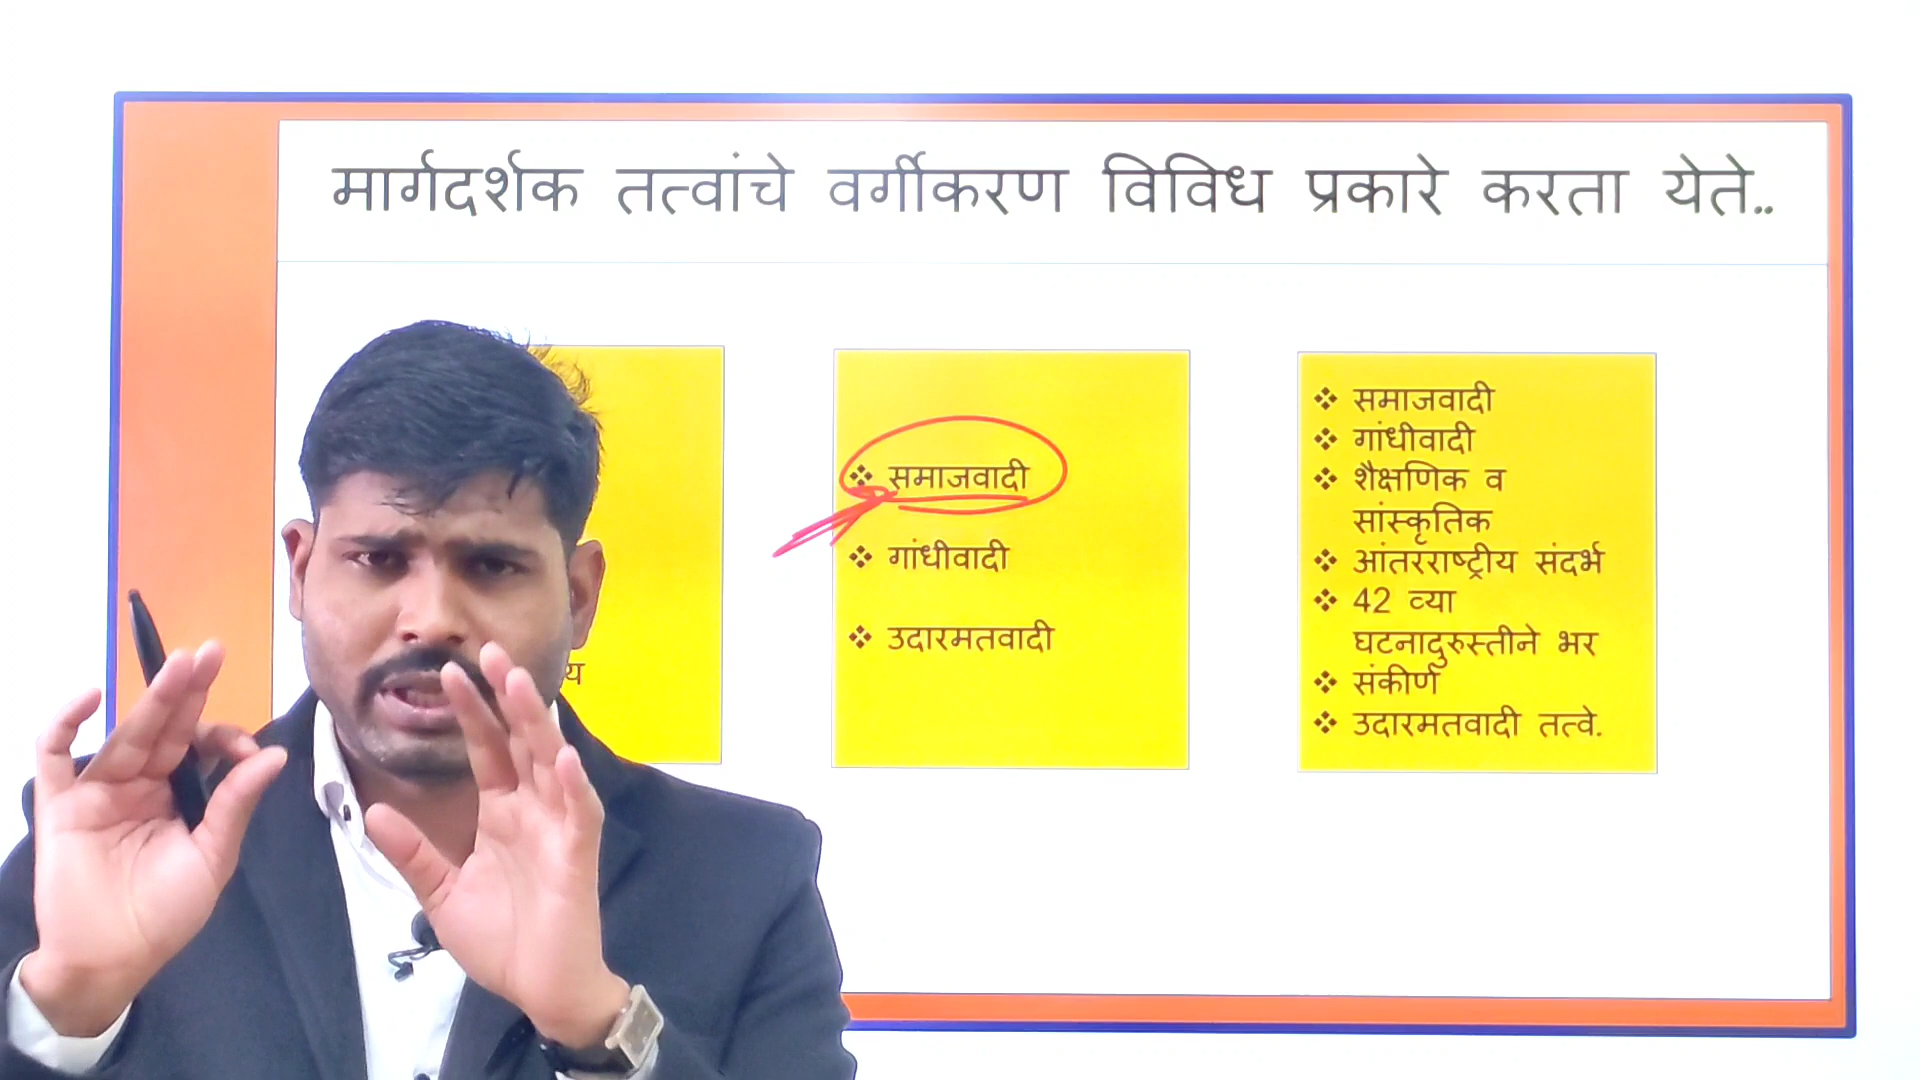 मार्गदर्शक तत्वांचे वर्गीकरण विविध प्रकारे करता येते..
❖ समाजवादी
❖ गांधीवादी
❖ उदारमतवादी
❖ समाजवादी
❖ गांधीवादी
❖ शैक्षणिक व
सांस्कृतिक
❖ आंतरराष्ट्रीय संदर्भ
❖ 42 व्या
घटनादुरुस्तीने भर
❖ संकीर्ण
❖ उदारमतवादी तत्वे.